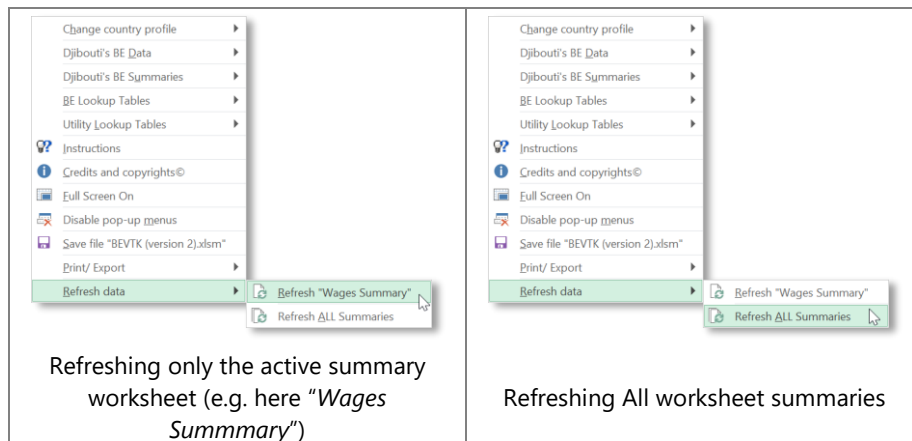 Change country profile
Djibouti's BE Data
Djibouti's BE Summaries
BE Lookup Tables
Utility Lookup Tables
Instructions
Credits and copyrights©
Full Screen On
Disable pop-up menus
Save file "BEVTK (version 2).xlsm"
Print/ Export
Refresh data
Refresh "Wages Summary"
Refresh ALL Summaries
Refreshing only the active summary
worksheet (e.g. here “Wages
Summmary”)
Change country profile
Djibouti's BE Data
Djibouti's BE Summaries
BE Lookup Tables
Utility Lookup Tables
Instructions
Credits and copyrights©
Full Screen On
Disable pop-up menus
Save file "BEVTK (version 2).xlsm"
Print/ Export
Refresh data
Refresh "Wages Summary"
Refresh ALL Summaries
Refreshing All worksheet summaries